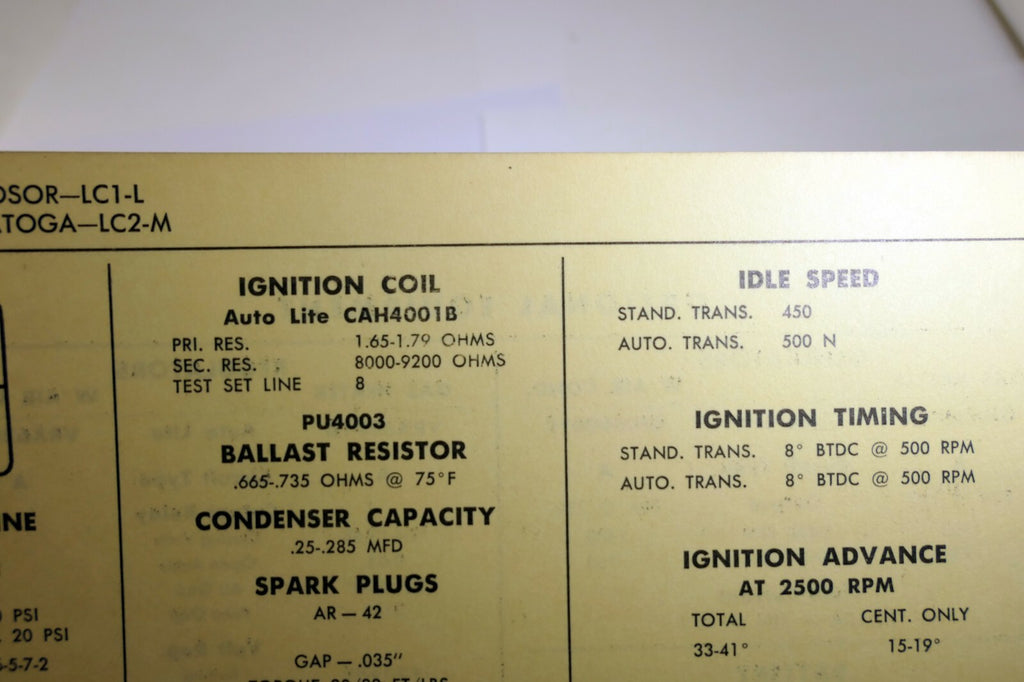 DSOR—LC1-L
ATOGA—LC2-M
IGNITION COIL
Auto Lite CAH4001B
PRI. RES. 1.65-1.79 OHMS
SEC. RES. 8000-9200 OHMS
TEST SET LINE 8
PU4003
BALLAST RESISTOR
.665-.735 OHMS @ 75°F
CONDENSER CAPACITY
.25-.285 MFD
SPARK PLUGS
AR — 42
GAP — .035"
IDLE SPEED
STAND. TRANS. 450
AUTO. TRANS. 500 N
IGNITION TIMING
STAND. TRANS. 8° BTDC @ 500 RPM
AUTO. TRANS. 8° BTDC @ 500 RPM
IGNITION ADVANCE
AT 2500 RPM
TOTAL CENT. ONLY
33-41° 15-19°
INE
PSI
20 PSI
-5-7-2